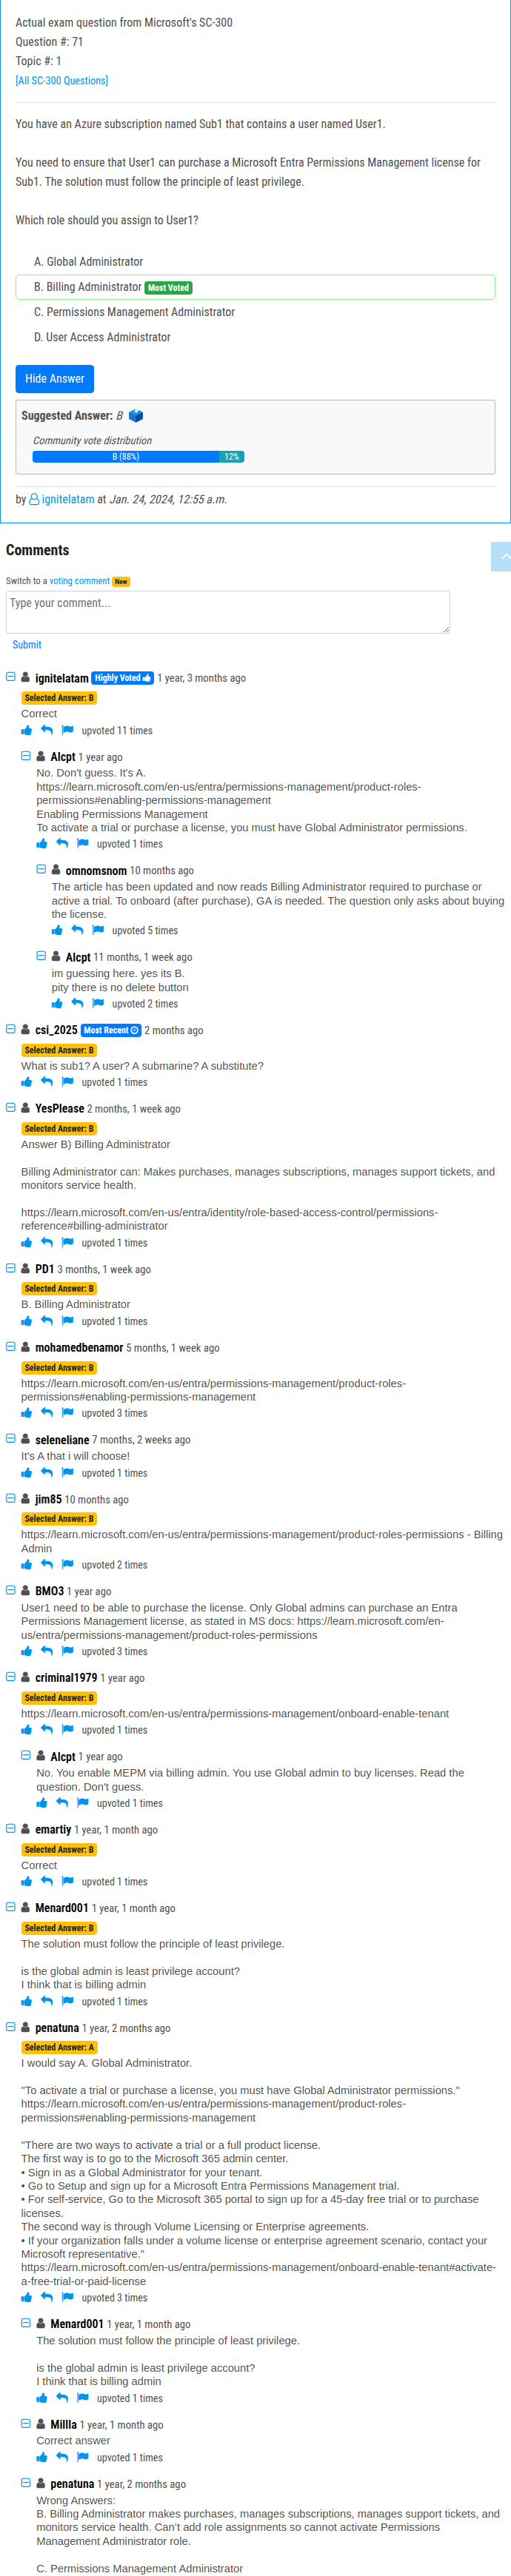 Actual exam question from Microsoft's SC-300
Question #: 71
Topic #: 1
[All SC-300 Questions]
You have an Azure subscription named Sub1 that contains a user named User1.
You need to ensure that User1 can purchase a Microsoft Entra Permissions Management license for
Sub1. The solution must follow the principle of least privilege.
Which role should you assign to User1?
A. Global Administrator
B. Billing Administrator Most Voted
C. Permissions Management Administrator
D. User Access Administrator
Hide Answer
Suggested Answer: B
Community vote distribution
B (88%) 12%
by ignitelatam at Jan. 24, 2024, 12:55 a.m.
Comments
Switch to a voting comment New
Type your comment...
Submit
ignitelatam Highly Voted 1 year, 3 months ago
Selected Answer: B
Correct
upvoted 11 times
Alcpt 1 year ago
No. Don't guess. It's A.
https://learn.microsoft.com/en-us/entra/permissions-management/product-roles-
permissions#enabling-permissions-management
Enabling Permissions Management
To activate a trial or purchase a license, you must have Global Administrator permissions.
upvoted 1 times
omnomsnom 10 months ago
The article has been updated and now reads Billing Administrator required to purchase or
active a trial. To onboard (after purchase), GA is needed. The question only asks about buying
the license.
upvoted 5 times
Alcpt 11 months, 1 week ago
im guessing here. yes its B.
pity there is no delete button
upvoted 2 times
csi_2025 Most Recent 2 months ago
Selected Answer: B
What is sub1? A user? A submarine? A substitute?
upvoted 1 times
YesPlease 2 months, 1 week ago
Selected Answer: B
Answer B) Billing Administrator
Billing Administrator can: Makes purchases, manages subscriptions, manages support tickets, and
monitors service health.
https://learn.microsoft.com/en-us/entra/identity/role-based-access-control/permissions-
reference#billing-administrator
upvoted 1 times
PD1 3 months, 1 week ago
Selected Answer: B
B. Billing Administrator
upvoted 1 times
mohamedbenamor 5 months, 1 week ago
Selected Answer: B
https://learn.microsoft.com/en-us/entra/permissions-management/product-roles-
permissions#enabling-permissions-management
upvoted 3 times
seleneliane 7 months, 2 weeks ago
It's A that i will choose!
upvoted 1 times
jim85 10 months ago
Selected Answer: B
https://learn.microsoft.com/en-us/entra/permissions-management/product-roles-permissions - Billing
Admin
upvoted 2 times
BMO3 1 year ago
User1 need to be able to purchase the license. Only Global admins can purchase an Entra
Permissions Management license, as stated in MS docs: https://learn.microsoft.com/en-
us/entra/permissions-management/product-roles-permissions
upvoted 3 times
criminal1979 1 year ago
Selected Answer: B
https://learn.microsoft.com/en-us/entra/permissions-management/onboard-enable-tenant
upvoted 1 times
Alcpt 1 year ago
No. You enable MEPM via billing admin. You use Global admin to buy licenses. Read the
question. Don't guess.
upvoted 1 times
emartiy 1 year, 1 month ago
Selected Answer: B
Correct
upvoted 1 times
Menard001 1 year, 1 month ago
Selected Answer: B
The solution must follow the principle of least privilege.
is the global admin is least privilege account?
I think that is billing admin
upvoted 1 times
penatuna 1 year, 2 months ago
Selected Answer: A
I would say A. Global Administrator.
"To activate a trial or purchase a license, you must have Global Administrator permissions."
https://learn.microsoft.com/en-us/entra/permissions-management/product-roles-
permissions#enabling-permissions-management
"There are two ways to activate a trial or a full product license.
The first way is to go to the Microsoft 365 admin center.
• Sign in as a Global Administrator for your tenant.
• Go to Setup and sign up for a Microsoft Entra Permissions Management trial.
• For self-service, Go to the Microsoft 365 portal to sign up for a 45-day free trial or to purchase
licenses.
The second way is through Volume Licensing or Enterprise agreements.
• If your organization falls under a volume license or enterprise agreement scenario, contact your
Microsoft representative."
https://learn.microsoft.com/en-us/entra/permissions-management/onboard-enable-tenant#activate-
a-free-trial-or-paid-license
upvoted 3 times
Menard001 1 year, 1 month ago
The solution must follow the principle of least privilege.
is the global admin is least privilege account?
I think that is billing admin
upvoted 1 times
Millla 1 year, 1 month ago
Correct answer
upvoted 1 times
penatuna 1 year, 2 months ago
Wrong Answers:
B. Billing Administrator makes purchases, manages subscriptions, manages support tickets, and
monitors service health. Can't add role assignments so cannot activate Permissions
Management Administrator role.
C. Permissions Management Administrator